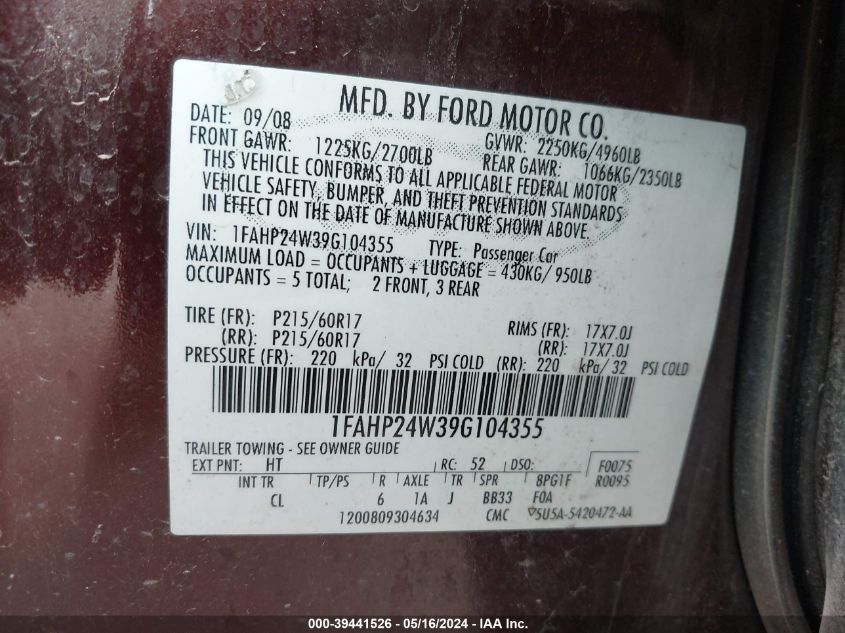 MFD. BY FORD MOTOR CO.
DATE: 09/08 GVWR: 2250KG/4960LB
FRONT GAWR: 1225KG/2700LB REAR GAWR: 1066KG/2350LB
THIS VEHICLE CONFORMS TO ALL APPLICABLE FEDERAL MOTOR
VEHICLE SAFETY, BUMPER, AND THEFT PREVENTION STANDARDS
IN EFFECT ON THE DATE OF MANUFACTURE SHOWN ABOVE.
VIN: 1FAHP24W39G104355 TYPE: Passenger Car
MAXIMUM LOAD = OCCUPANTS + LUGGAGE = 430KG/ 950LB
OCCUPANTS = 5 TOTAL; 2 FRONT, 3 REAR
TIRE (FR): P215/60R17 RIMS (FR): 17X7.0J
(RR): P215/60R17 (RR): 17X7.0J
PRESSURE (FR): 220 kPa/ 32 PSI COLD (RR): 220 kPa/ 32 PSI COLD
1FAHP24W39G104355
TRAILER TOWING - SEE OWNER GUIDE
EXT PNT: HT RC: 52 DSO: F0075
INT TR TP/PS R AXLE TR SPR 8PG1F R0095
CL 6 1A J BB33 F0A
1200809304634 CMC 5U5A-5420472-AA
000-39441526 - 05/16/2024 - IAA Inc.